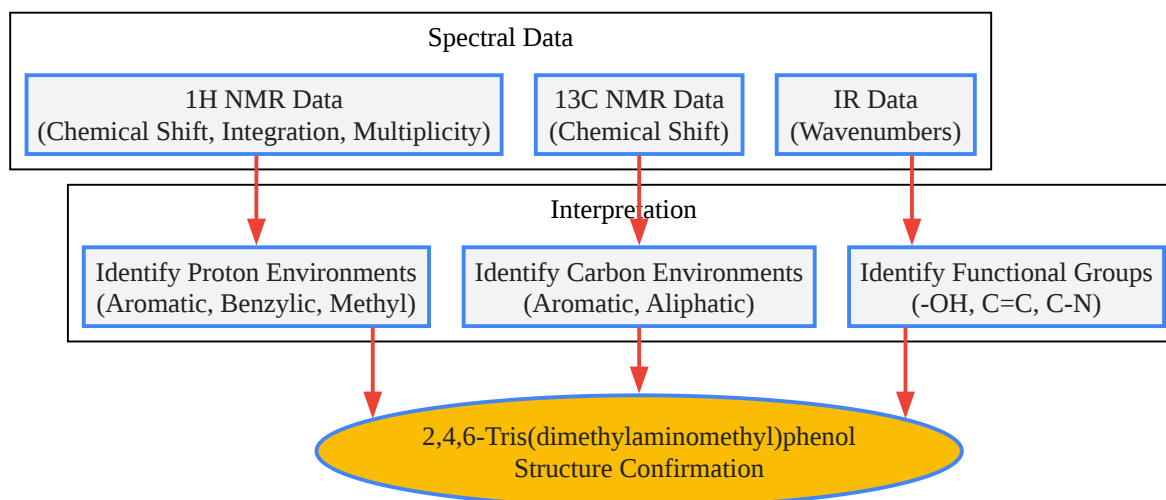 Spectral Data
1H NMR Data
(Chemical Shift, Integration, Multiplicity)
13C NMR Data
(Chemical Shift)
IR Data
(Wavenumbers)
Interpretation
Identify Proton Environments
(Aromatic, Benzylic, Methyl)
Identify Carbon Environments
(Aromatic, Aliphatic)
Identify Functional Groups
(-OH, C=C, C-N)
2,4,6-Tris(dimethylaminomethyl)phenol
Structure Confirmation